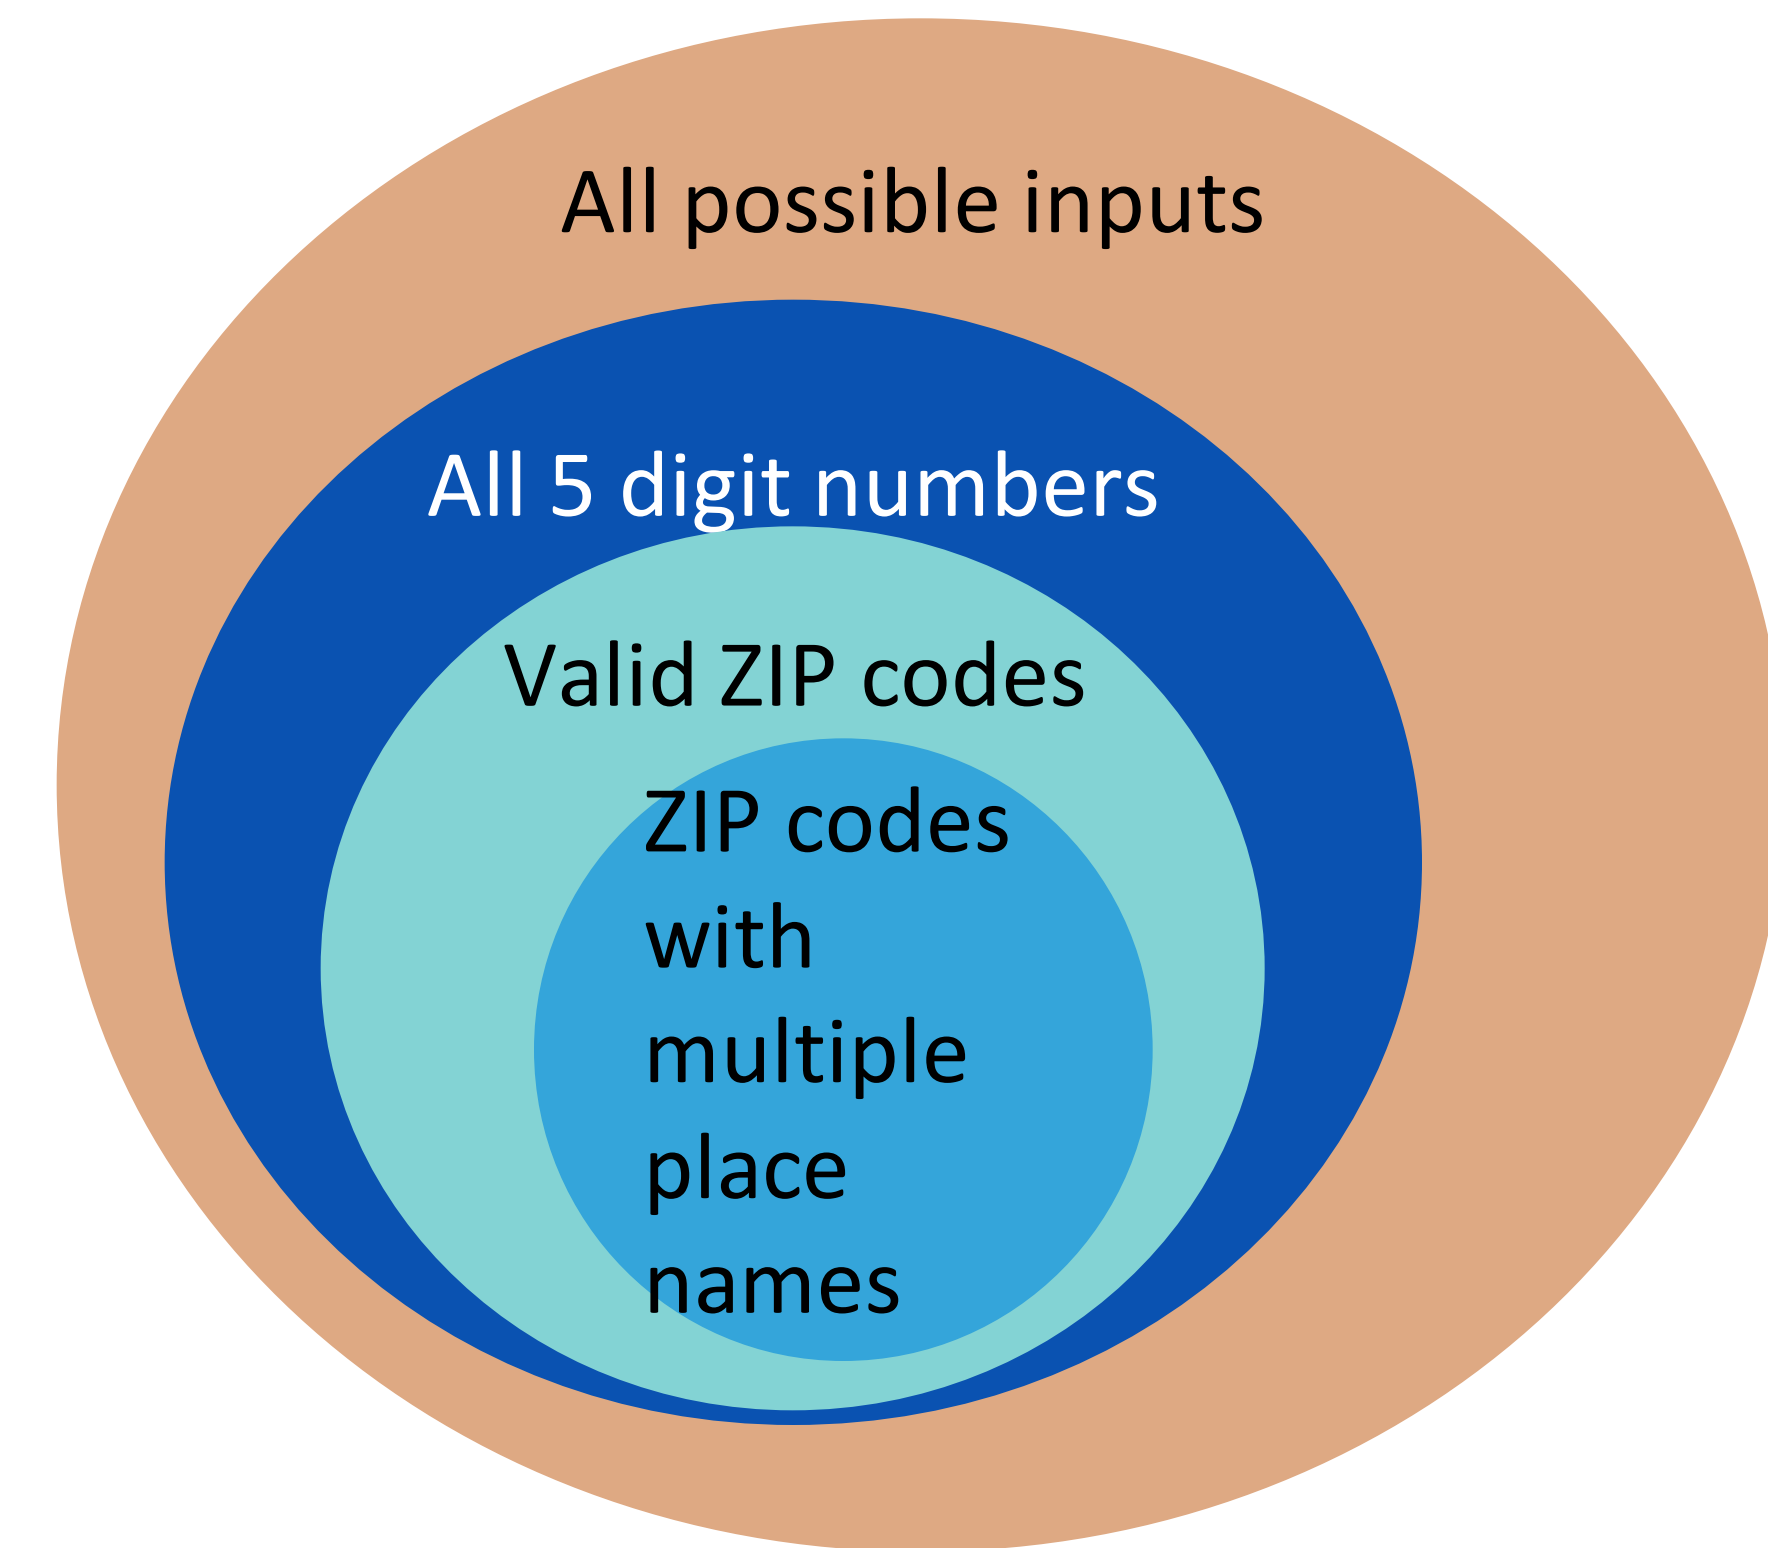 All possible inputs
All 5 digit numbers
Valid ZIP codes
ZIP codes
with
multiple
place
names